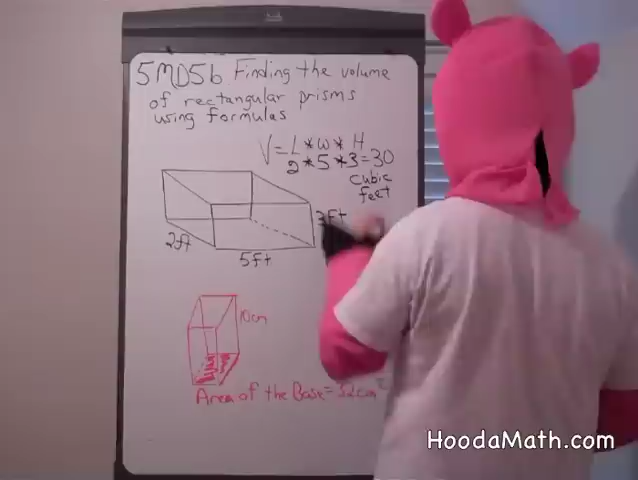 5MD5b Finding the volume
of rectangular prisms
using formulas
V = L * W * H
2 * 5 * 3 = 30
cubic
feet
3ft
2ft
5ft
10cm
Area of the Base = 32cm²
HoodaMath.com